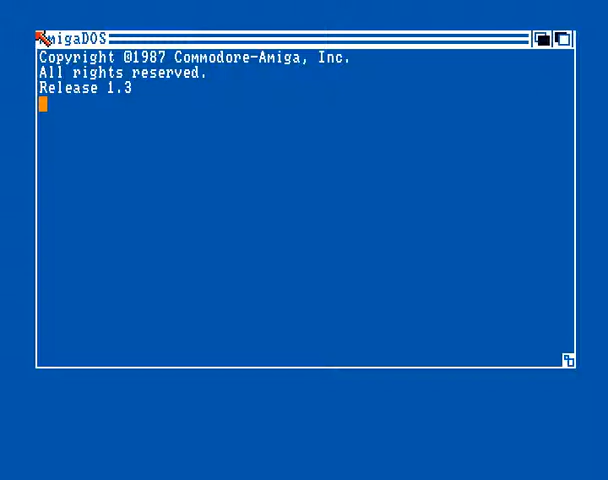 AmigaDOS
Copyright ©1987 Commodore-Amiga, Inc.
All rights reserved.
Release 1.3